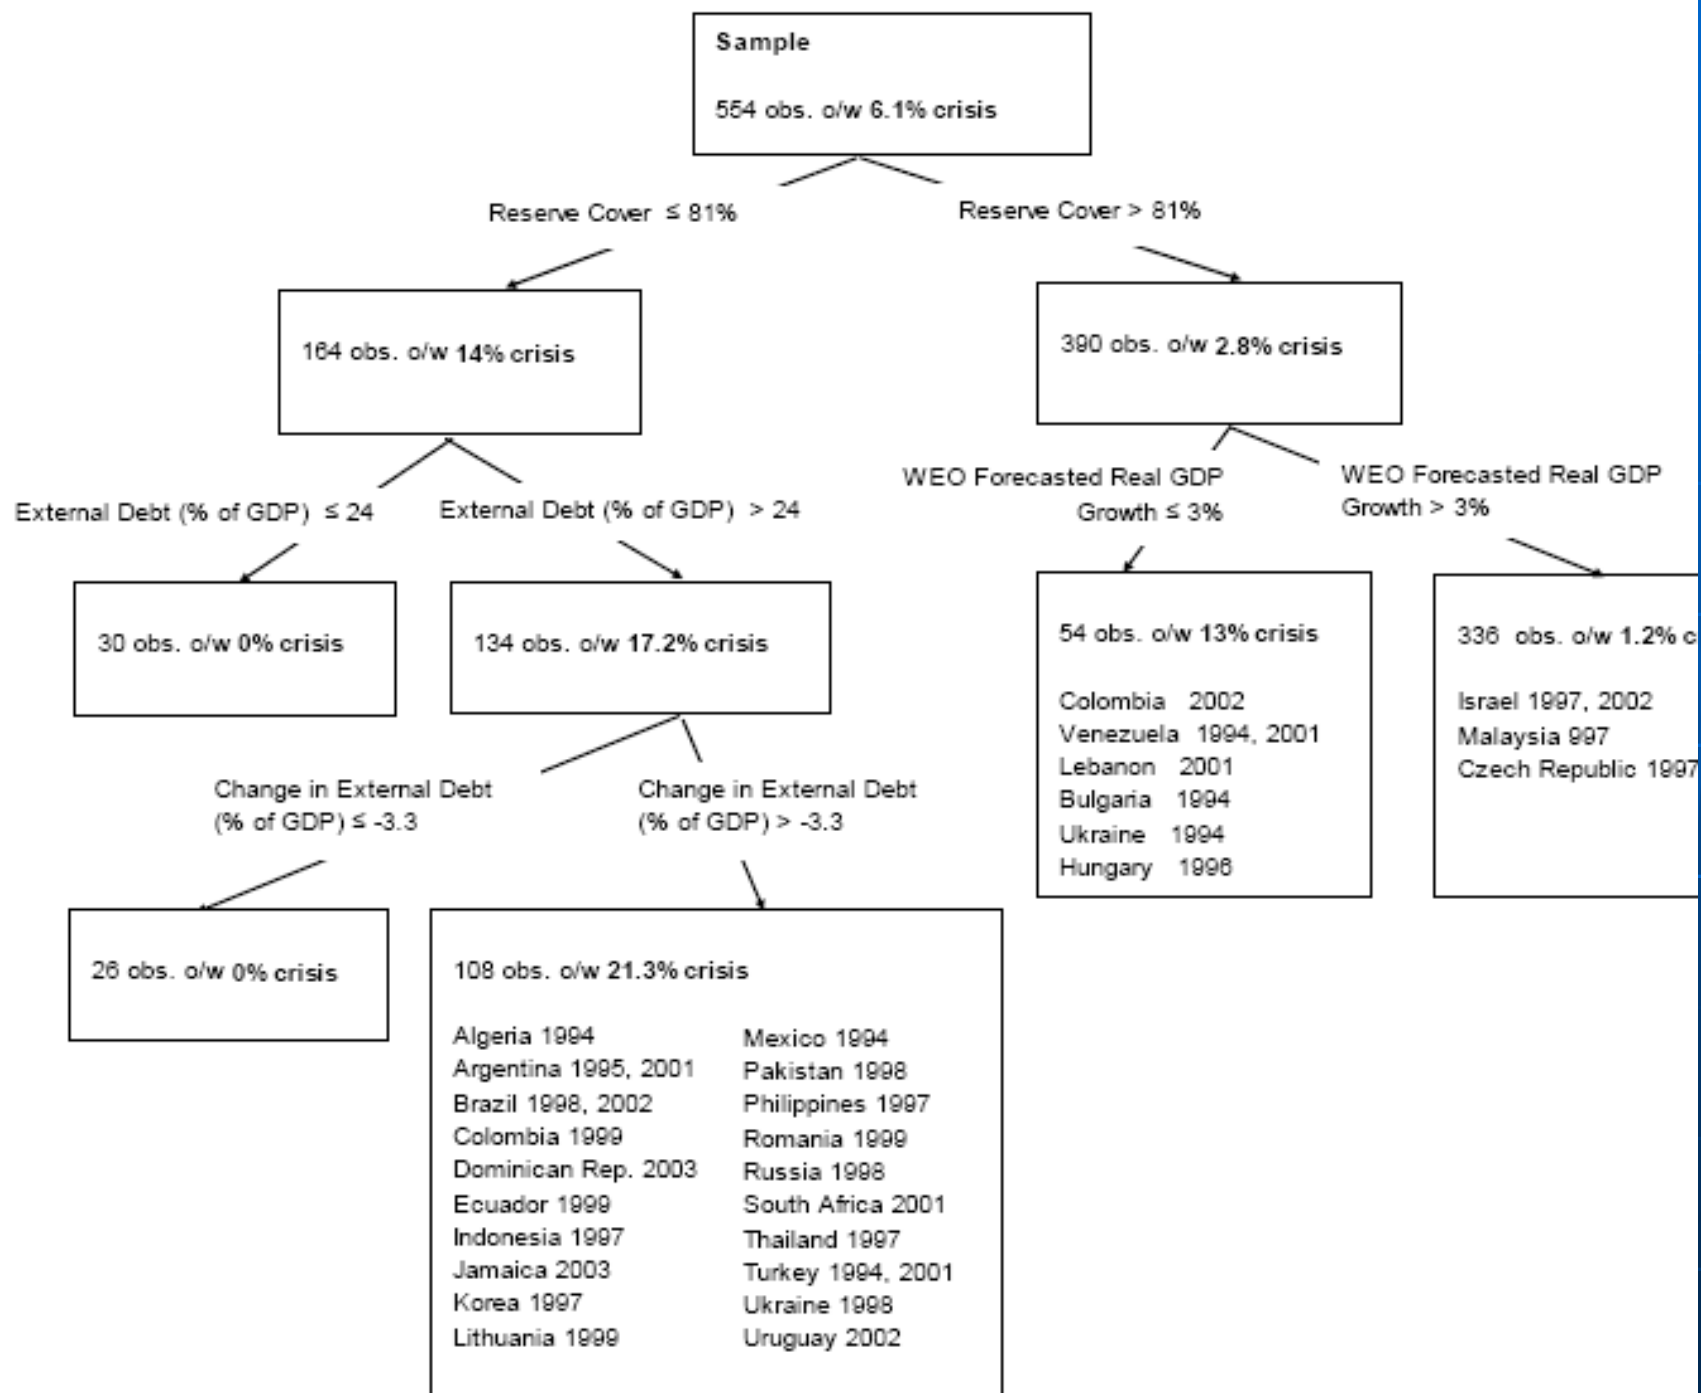 Sample
554 obs. o/w 6.1% crisis
Reserve Cover ≤ 81%
Reserve Cover > 81%
164 obs. o/w 14% crisis
390 obs. o/w 2.8% crisis
External Debt (% of GDP) ≤ 24
External Debt (% of GDP) > 24
WEO Forecasted Real GDP
Growth ≤ 3%
WEO Forecasted Real GDP
Growth > 3%
30 obs. o/w 0% crisis
134 obs. o/w 17.2% crisis
54 obs. o/w 13% crisis
Colombia 2002
Venezuela 1994, 2001
Lebanon 2001
Bulgaria 1994
Ukraine 1994
Hungary 1996
336 obs. o/w 1.2% c
Israel 1997, 2002
Malaysia 997
Czech Republic 1997
Change in External Debt
(% of GDP) ≤ -3.3
Change in External Debt
(% of GDP) > -3.3
26 obs. o/w 0% crisis
108 obs. o/w 21.3% crisis
Algeria 1994
Argentina 1995, 2001
Brazil 1998, 2002
Colombia 1999
Dominican Rep. 2003
Ecuador 1999
Indonesia 1997
Jamaica 2003
Korea 1997
Lithuania 1999
Mexico 1994
Pakistan 1998
Philippines 1997
Romania 1999
Russia 1998
South Africa 2001
Thailand 1997
Turkey 1994, 2001
Ukraine 1998
Uruguay 2002